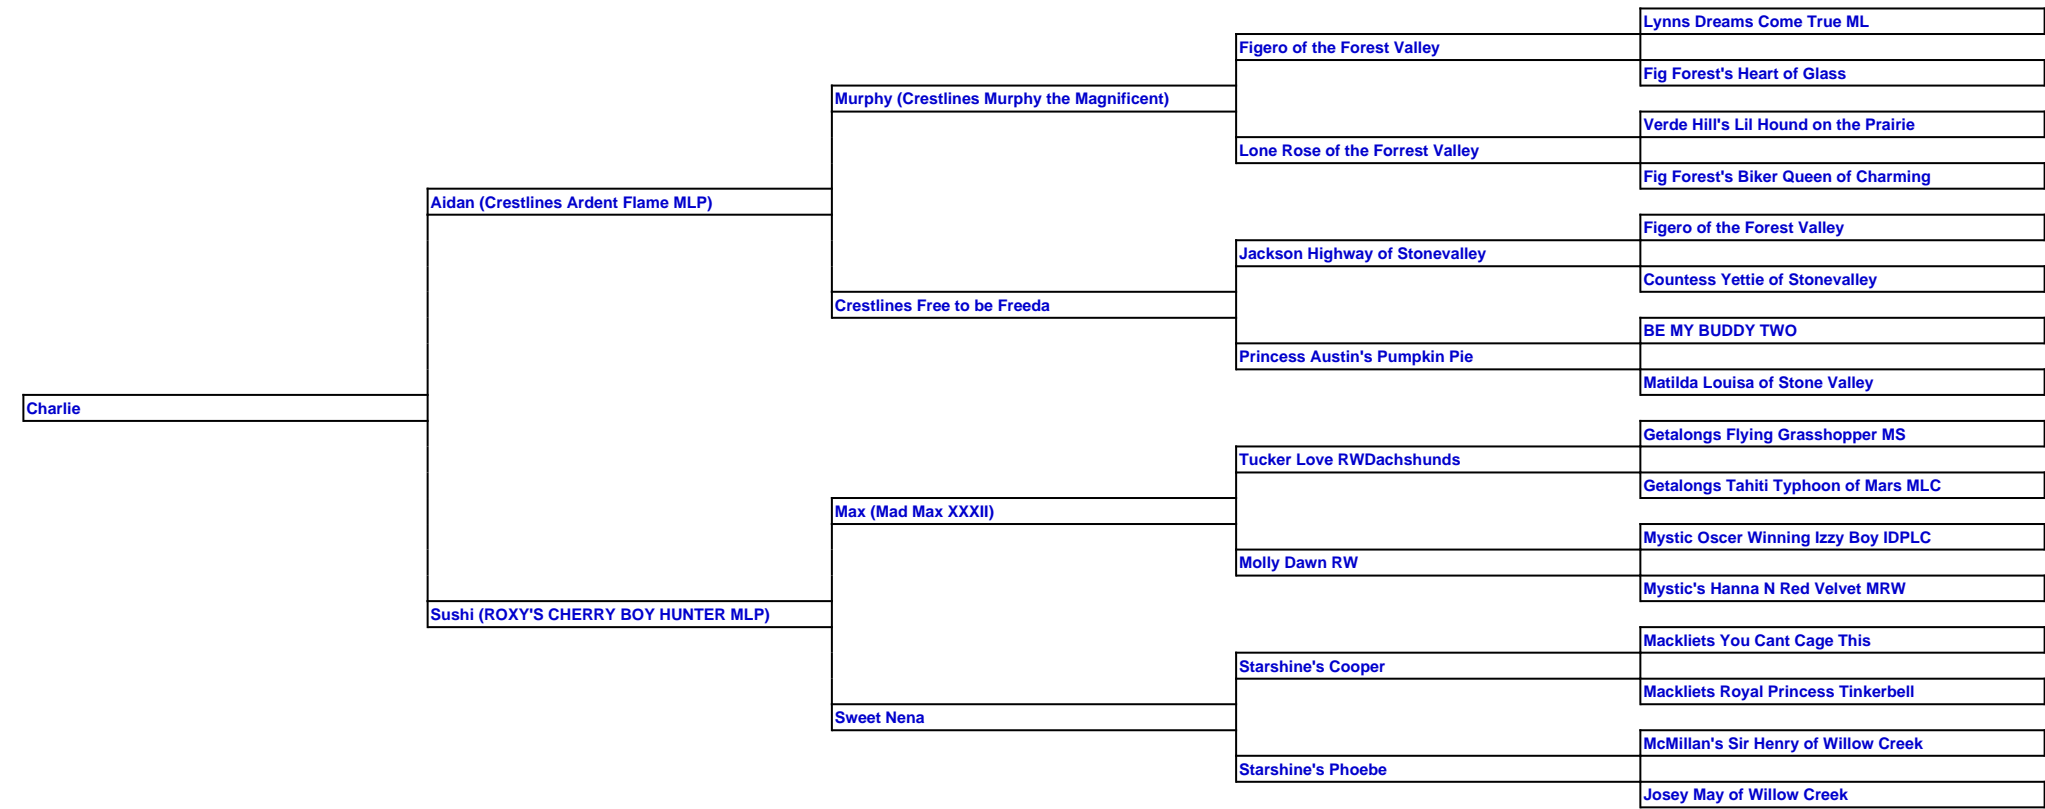 Lynns Dreams Come True ML
Figero of the Forest Valley
Fig Forest's Heart of Glass
Murphy (Crestlines Murphy the Magnificent)
Verde Hill's Lil Hound on the Prairie
Lone Rose of the Forrest Valley
Fig Forest's Biker Queen of Charming
Aidan (Crestlines Ardent Flame MLP)
Figero of the Forest Valley
Jackson Highway of Stonevalley
Countess Yettie of Stonevalley
Crestlines Free to be Freeda
BE MY BUDDY TWO
Princess Austin's Pumpkin Pie
Matilda Louisa of Stone Valley
Charlie
Getalongs Flying Grasshopper MS
Tucker Love RWDachshunds
Getalongs Tahiti Typhoon of Mars MLC
Max (Mad Max XXXII)
Mystic Oscer Winning Izzy Boy IDPLC
Molly Dawn RW
Mystic's Hanna N Red Velvet MRW
Sushi (ROXY'S CHERRY BOY HUNTER MLP)
Mackliets You Cant Cage This
Starshine's Cooper
Mackliets Royal Princess Tinkerbell
Sweet Nena
McMillan's Sir Henry of Willow Creek
Starshine's Phoebe
Josey May of Willow Creek